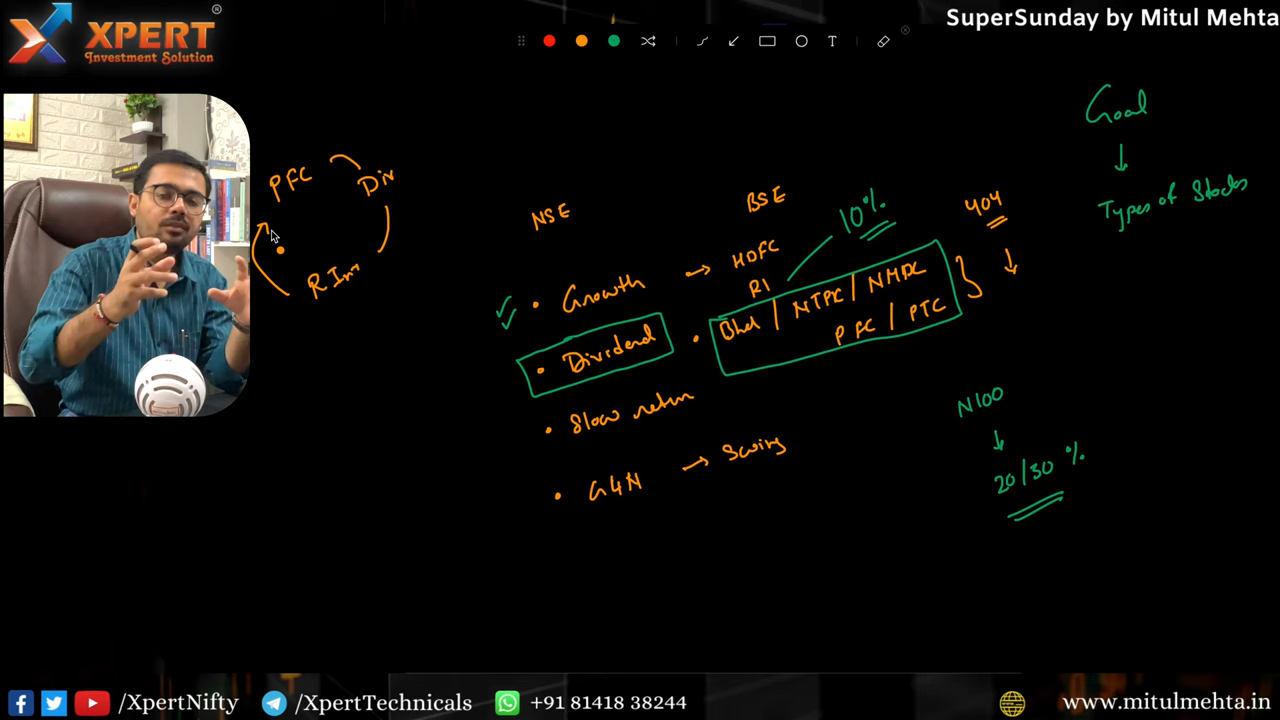 XPERT
Investment Solution
®
SuperSunday by Mitul Mehta
T
PFC
Div
NSE
BSE
10%
404
Goal
Types of Stocks
• Growth → HDFC
RI
• Dividend • Bhel / NTPC / NMDC
PFC / PTC
• Slow return
→ Swing
N100
20/30 %
/XpertNifty
/XpertTechnicals
+91 81418 38244
www.mitulmehta.in